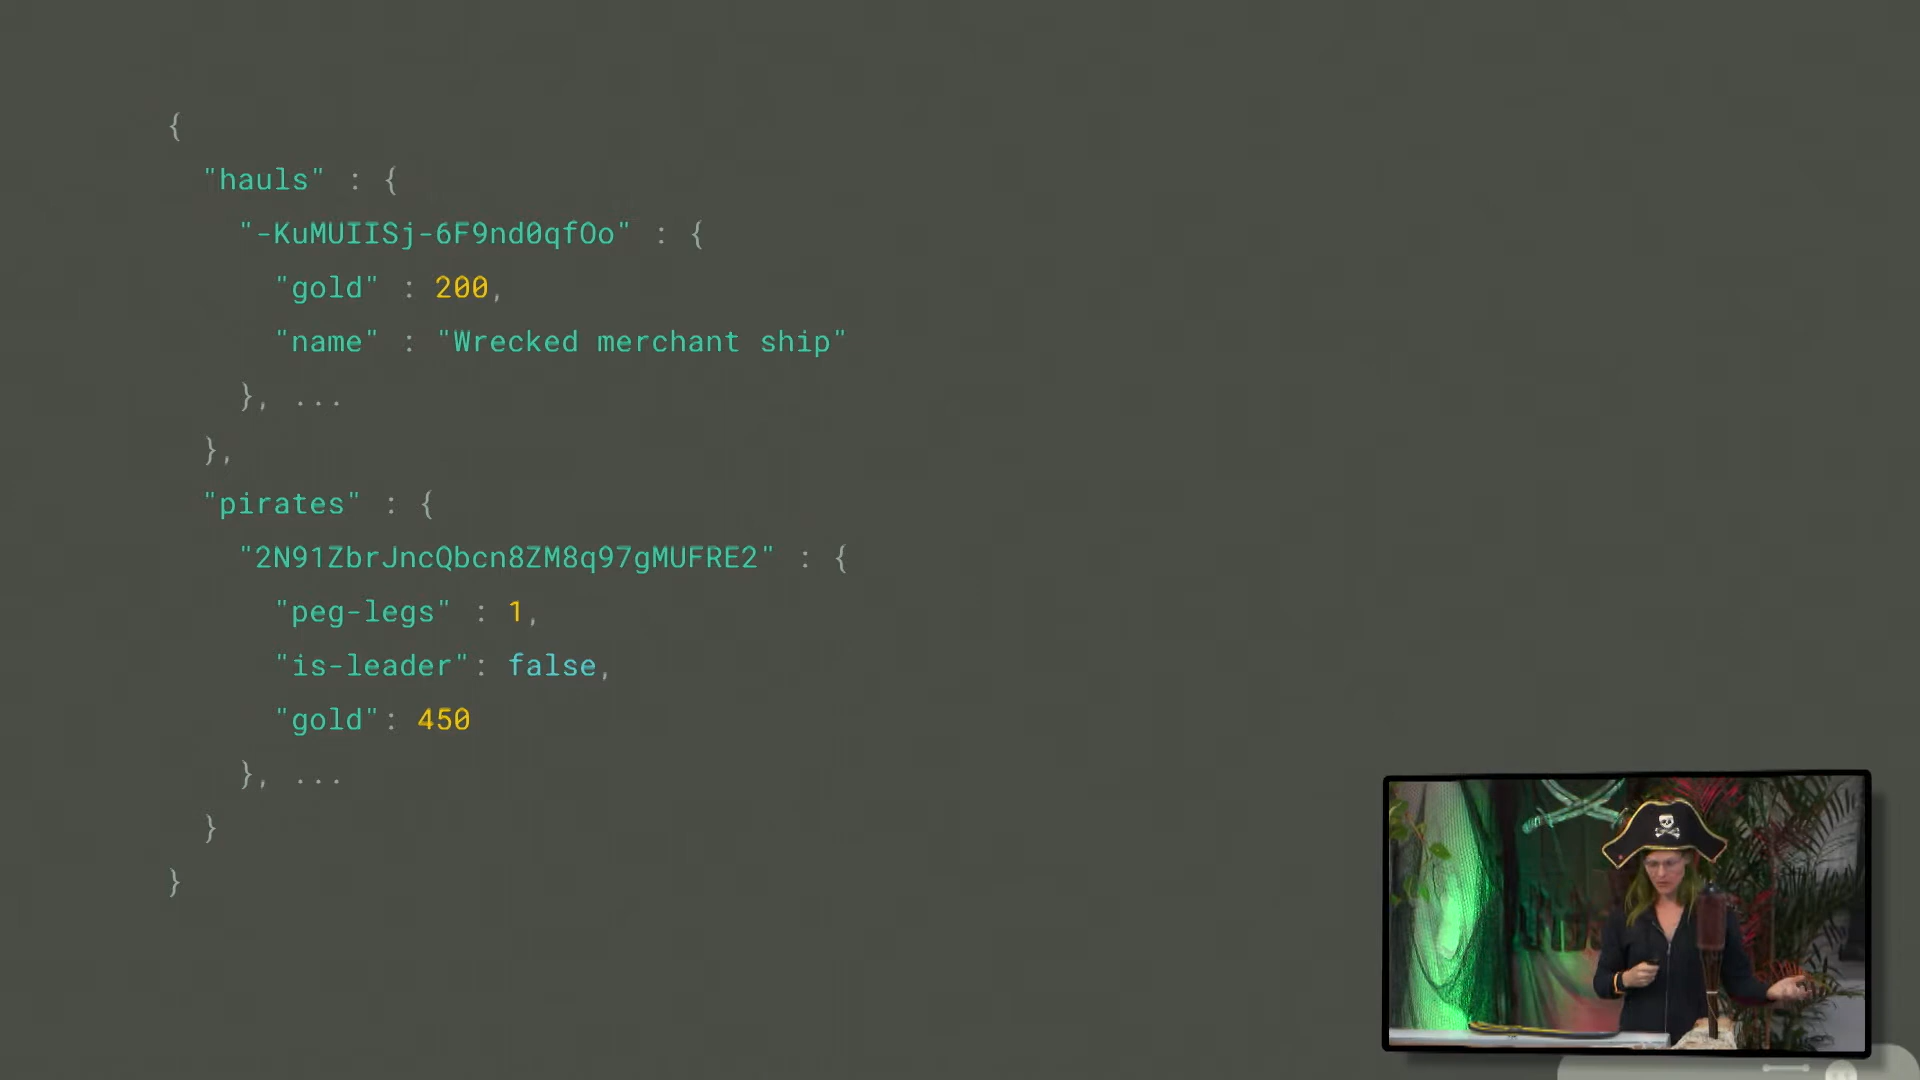 {
"hauls" : {
"-KuMUIISj-6F9nd0qfOo" : {
"gold" : 200,
"name" : "Wrecked merchant ship"
}, ...
},
"pirates" : {
"2N91ZbrJncQbcn8ZM8q97gMUFRE2" : {
"peg-legs" : 1,
"is-leader": false,
"gold": 450
}, ...
}
}